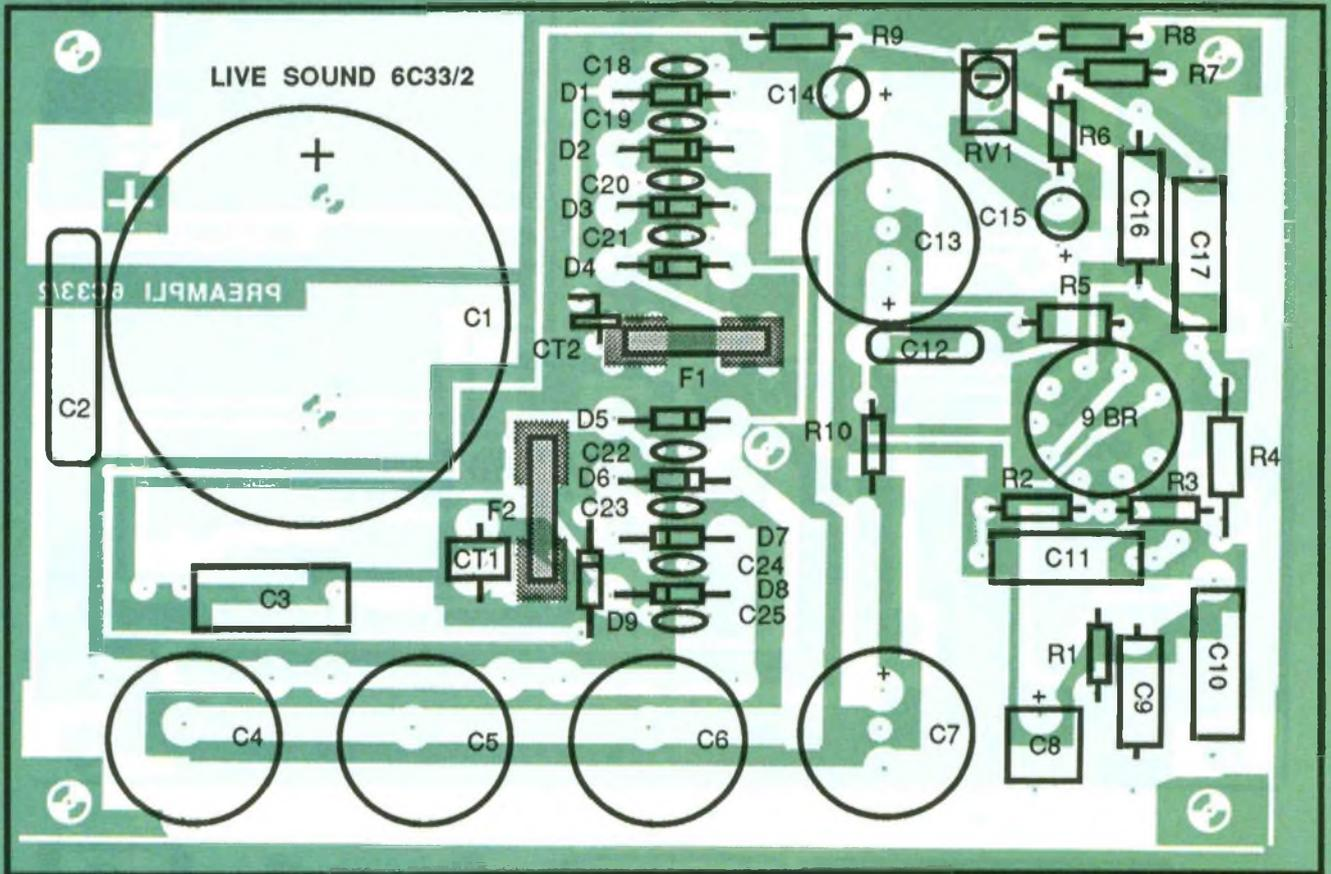 LIVE SOUND 6C33/2
C18
D1
C19
D2
C20
D3
C21
D4
CT2
F1
R9
C14
+
R8
R7
RV1
R6
C15
+
C16
C17
C13
+
R5
C12
9 BR
R10
R4
R2
R3
C11
+
+
PREAMPLI 6C33/2
C1
C2
D5
C22
D6
C23
F2
CT1
D7
C24
D8
C25
D9
C3
C4
C5
C6
+
C7
R1
+
C8
C9
C10